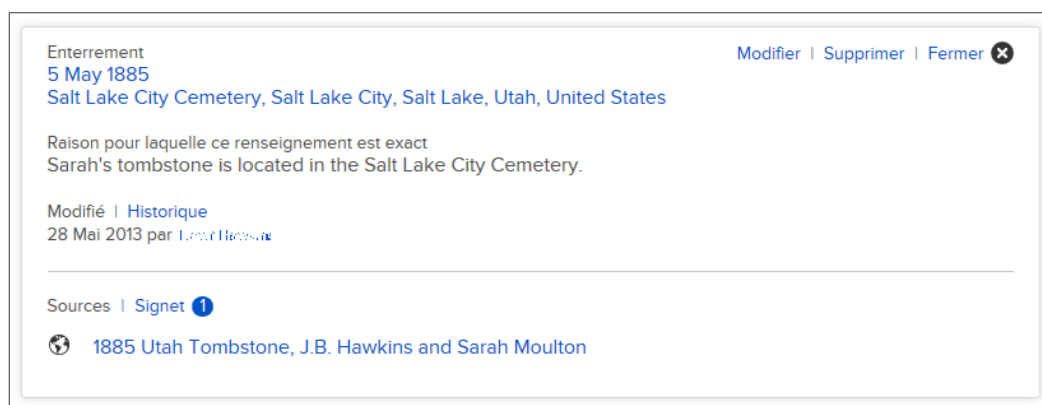 Enterrement
Modifier | Supprimer | Fermer
5 May 1885
Salt Lake City Cemetery, Salt Lake City, Salt Lake, Utah, United States
Raison pour laquelle ce renseignement est exact
Sarah's tombstone is located in the Salt Lake City Cemetery.
Modifié | Historique
28 Mai 2013 par
Sources | Signet 1
1885 Utah Tombstone, J.B. Hawkins and Sarah Moulton